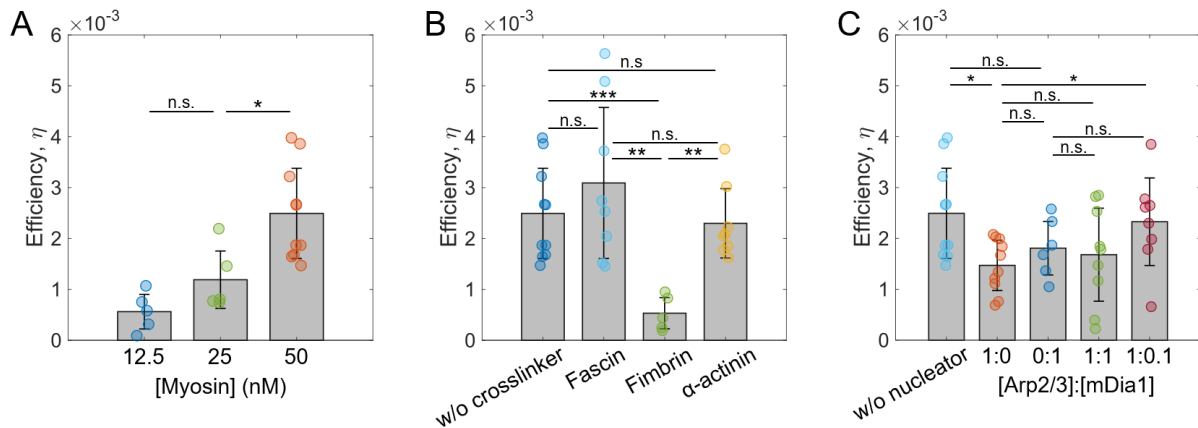 A
×10⁻³
6
5
4
3
2
1
0
Efficiency, η
n.s.
*
12.5 25 50
[Myosin] (nM)
B
×10⁻³
6
5
4
3
2
1
0
Efficiency, η
n.s
***
n.s.
n.s.
**
**
w/o crosslinker
Fascin
Fimbrin
α-actinin
C
×10⁻³
6
5
4
3
2
1
0
Efficiency, η
n.s.
*
*
n.s.
n.s.
n.s.
n.s.
w/o nucleator
1:0 0:1 1:1 1:0.1
[Arp2/3]:[mDia1]